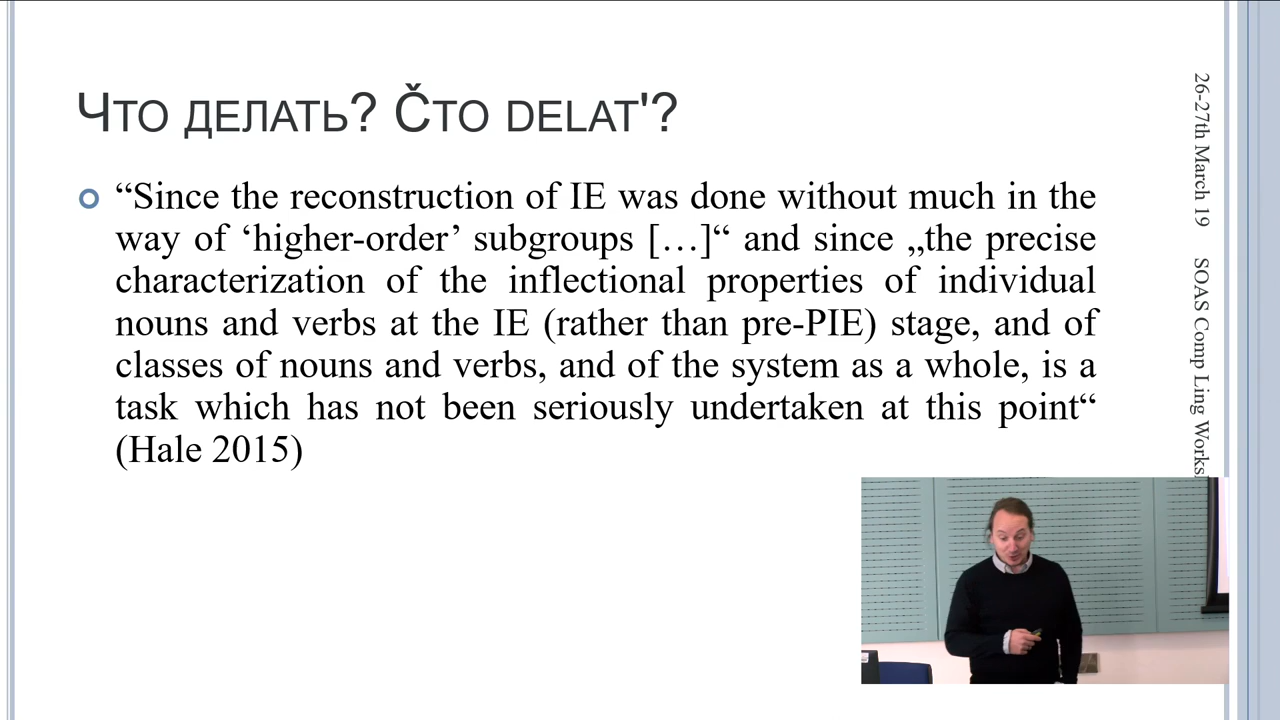 Что делать? Čto delat'?
“Since the reconstruction of IE was done without much in the
way of ‘higher-order’ subgroups […]“ and since „the precise
characterization of the inflectional properties of individual
nouns and verbs at the IE (rather than pre-PIE) stage, and of
classes of nouns and verbs, and of the system as a whole, is a
task which has not been seriously undertaken at this point“
(Hale 2015)
26-27th March 19 SOAS Comp Ling